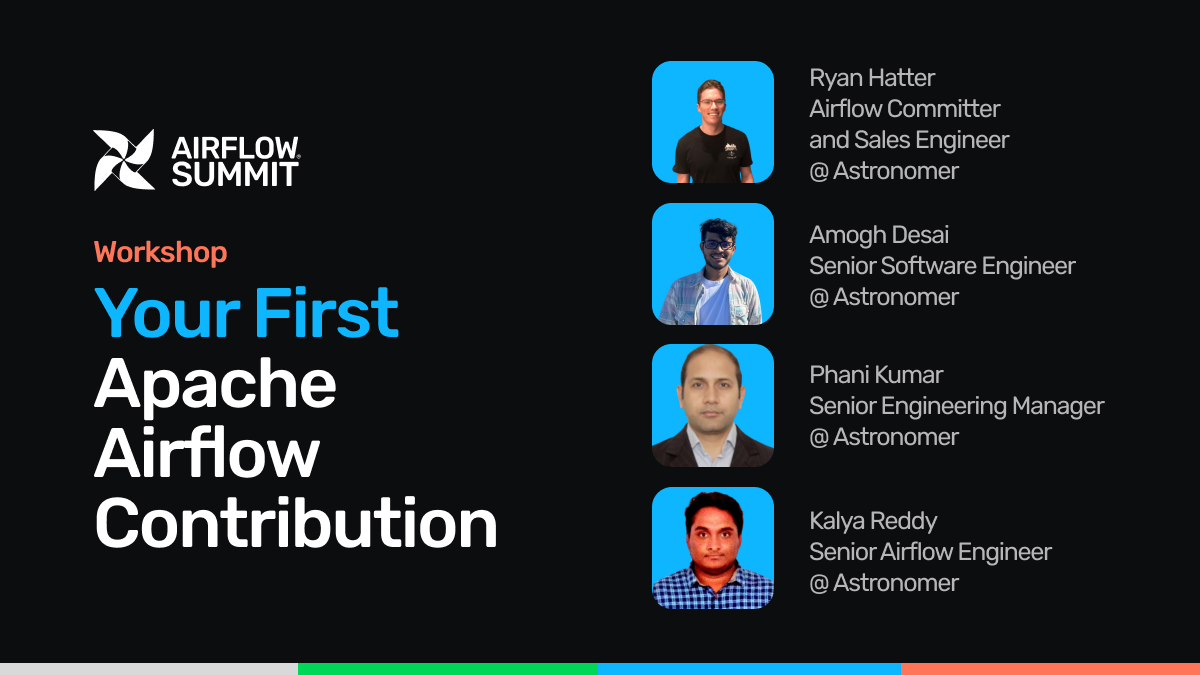 AIRFLOW
SUMMIT
Workshop
Your First
Apache
Airflow
Contribution
Ryan Hatter
Airflow Committer
and Sales Engineer
@ Astronomer
Amogh Desai
Senior Software Engineer
@ Astronomer
Phani Kumar
Senior Engineering Manager
@ Astronomer
Kalya Reddy
Senior Airflow Engineer
@ Astronomer